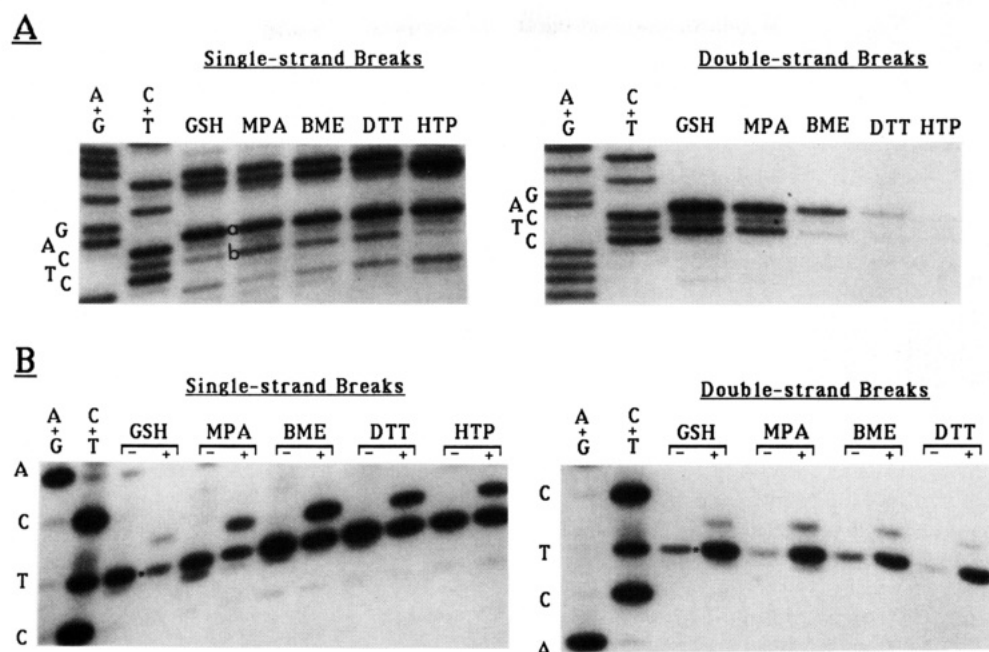 A
Single-strand Breaks
Double-strand Breaks
A+G C+T GSH MPA BME DTT HTP
A+G C+T GSH MPA BME DTT HTP
G
A
C
T
C
a
b
G
A
C
T
C
B
Single-strand Breaks
Double-strand Breaks
A+G C+T GSH MPA BME DTT HTP
A+G C+T GSH MPA BME DTT
- + - + - + - + - +
- + - + - + - +
A
C
T
C
C
T
C
A